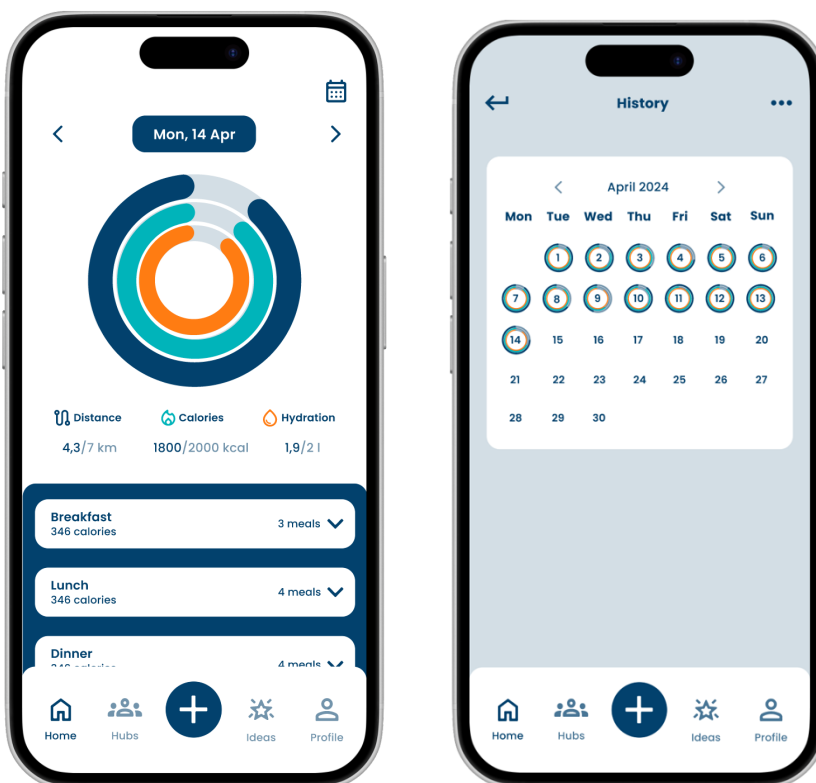 Mon, 14 Apr
Distance Calories Hydration
4,3/7 km 1800/2000 kcal 1,9/2 l
Breakfast
346 calories
3 meals
Lunch
346 calories
4 meals
Dinner
346 calories
4 meals
Home Hubs Ideas Profile
History
April 2024
Mon Tue Wed Thu Fri Sat Sun
1 2 3 4 5 6
7 8 9 10 11 12 13
14 15 16 17 18 19 20
21 22 23 24 25 26 27
28 29 30
Home Hubs Ideas Profile